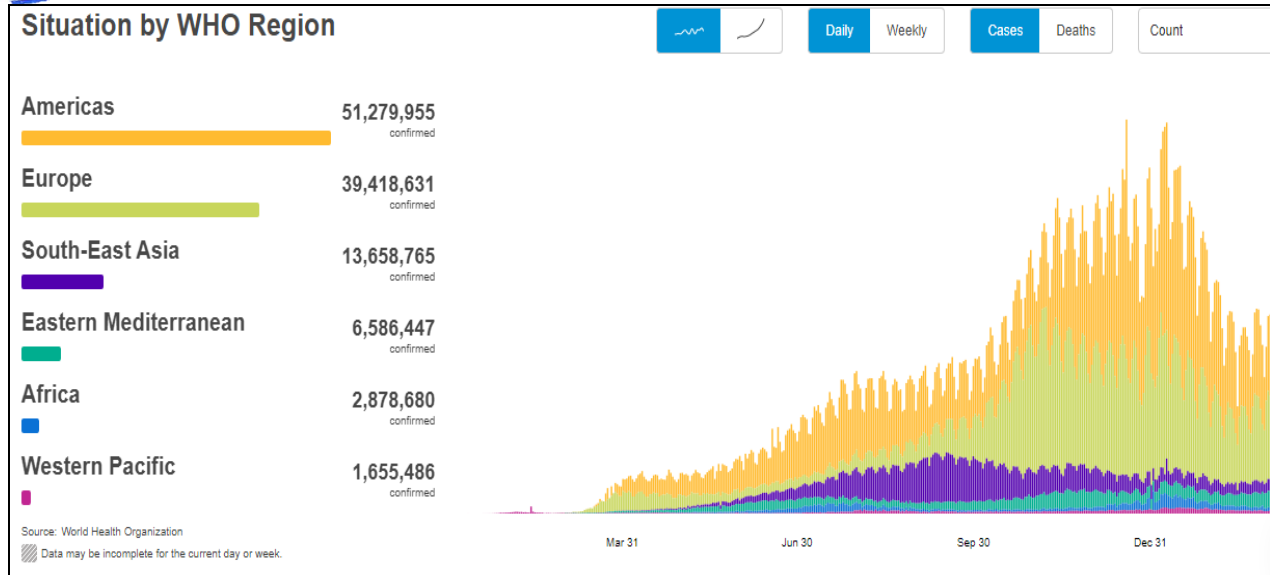 Situation by WHO Region
Daily
Weekly
Cases
Deaths
Count
Americas
51,279,955
confirmed
Europe
39,418,631
confirmed
South-East Asia
13,658,765
confirmed
Eastern Mediterranean
6,586,447
confirmed
Africa
2,878,680
confirmed
Western Pacific
1,655,486
confirmed
Source: World Health Organization
Data may be incomplete for the current day or week.
Mar 31
Jun 30
Sep 30
Dec 31